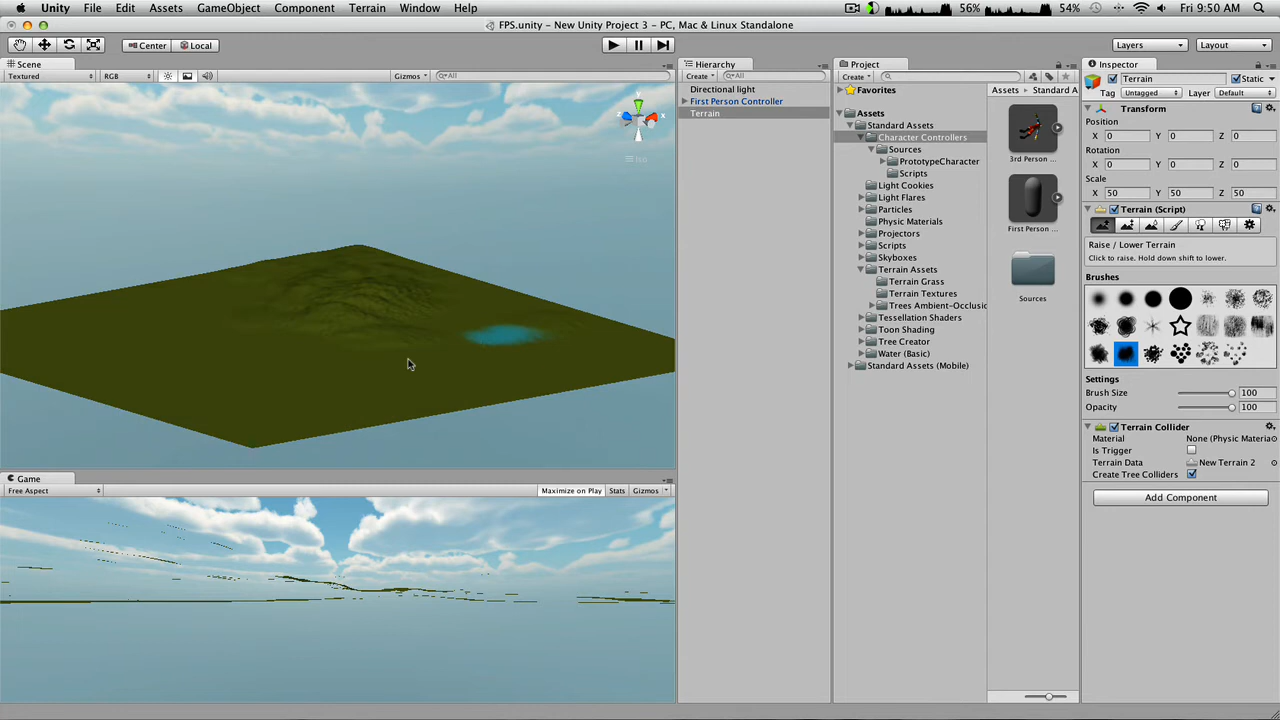 Unity File Edit Assets GameObject Component Terrain Window Help 56% 54% Fri 9:50 AM
FPS.unity - New Unity Project 3 - PC, Mac & Linux Standalone
Center Local Layers Layout
Scene
Textured RGB Gizmos All
x
Iso
Game
Free Aspect Maximize on Play Stats Gizmos
Hierarchy
Create All
Directional light
First Person Controller
Terrain
Project
Create
Favorites
Assets
Standard Assets
Character Controllers
Sources
PrototypeCharacter
Scripts
Light Cookies
Light Flares
Particles
Physic Materials
Projectors
Scripts
Skyboxes
Terrain Assets
Terrain Grass
Terrain Textures
Trees Ambient-Occlusio
Tessellation Shaders
Toon Shading
Tree Creator
Water (Basic)
Standard Assets (Mobile)
Assets Standard A
3rd Person ...
First Person ...
Sources
Inspector
Terrain Static
Tag Untagged Layer Default
Transform
Position
X 0 Y 0 Z 0
Rotation
X 0 Y 0 Z 0
Scale
X 50 Y 50 Z 50
Terrain (Script)
Raise / Lower Terrain
Click to raise. Hold down shift to lower.
Brushes
Settings
Brush Size 100
Opacity 100
Terrain Collider
Material None (Physic Materia
Is Trigger
Terrain Data New Terrain 2
Create Tree Colliders
Add Component